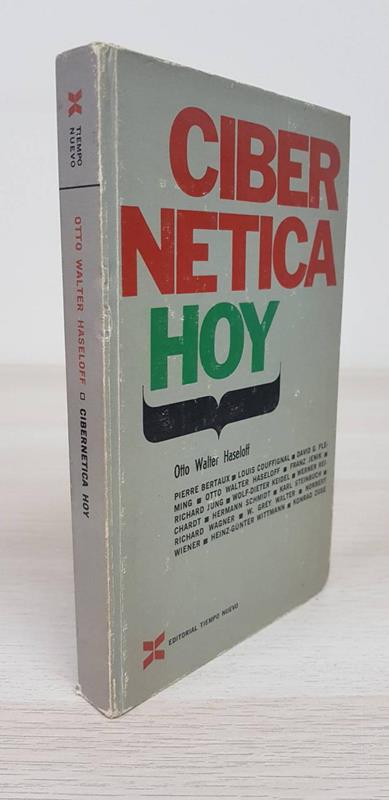 TIEMPO
NUEVO
OTTO WALTER HASELOFF □ CIBERNETICA HOY
CIBER
NETICA
HOY
Otto Walter Haseloff
PIERRE BERTAUX ■ LOUIS COUFFIGNAL ■ DAVID G. FLE-
MING ■ OTTO WALTER HASELOFF ■ FRANZ JENIK ■
RICHARD JUNG ■ WOLF-DIETER KEIDEL ■ WERNER REI-
CHARDT ■ HERMANN SCHMIDT ■ KARL STEINBUCH ■
RICHARD WAGNER ■ W. GREY WALTER ■ NORBERT
WIENER ■ HEINZ-GÜNTER WITTMANN ■ KONRAD ZUSE
EDITORIAL TIEMPO NUEVO